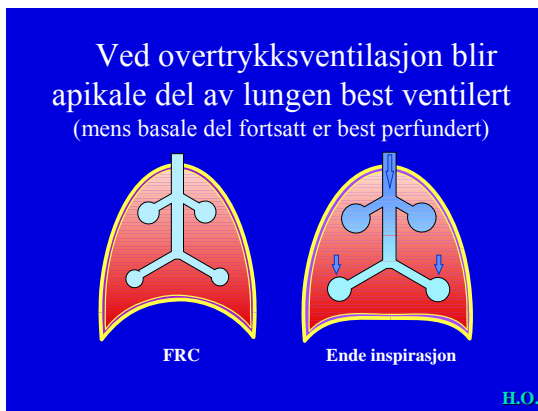 Ved overtrykksventilasjon blir
apikale del av lungen best ventilert
(mens basale del fortsatt er best perfundert)
FRC
Ende inspirasjon
H.O.